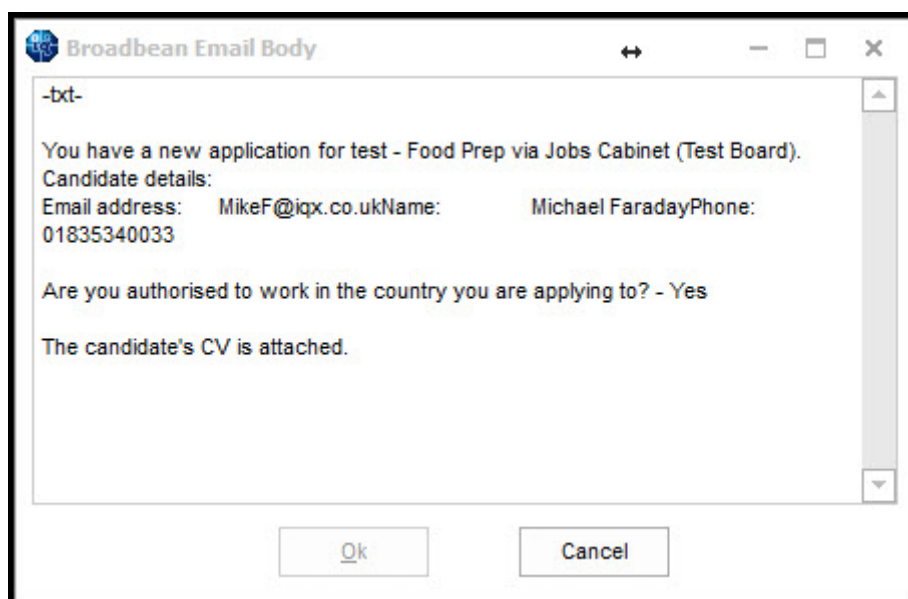 Broadbean Email Body
-txt-
You have a new application for test - Food Prep via Jobs Cabinet (Test Board).
Candidate details:
Email address: MikeF@iqx.co.ukName: Michael FaradayPhone:
01835340033
Are you authorised to work in the country you are applying to? - Yes
The candidate's CV is attached.
Ok Cancel